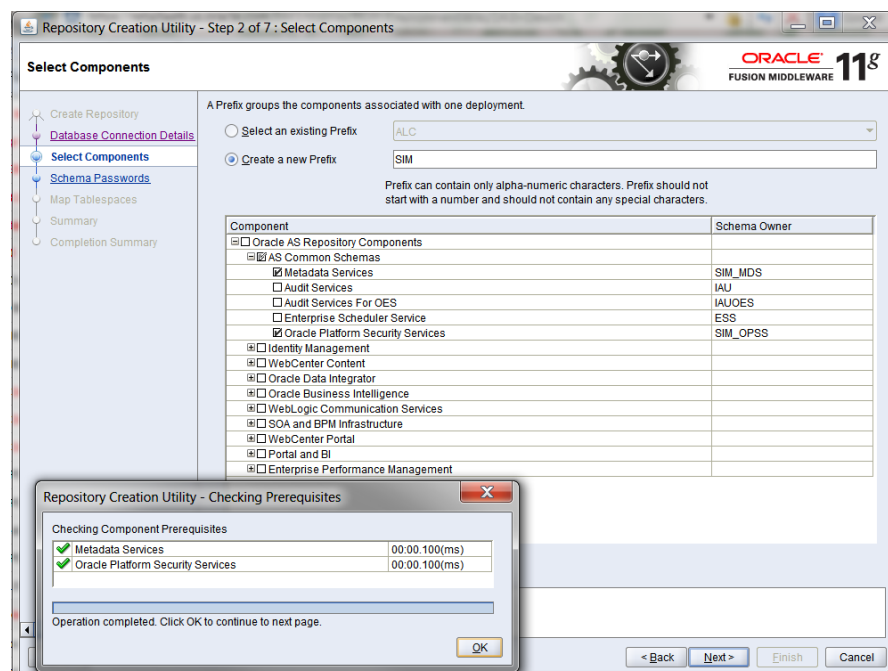 Repository Creation Utility - Step 2 of 7 : Select Components
Select Components
ORACLE
FUSION MIDDLEWARE 11g
Create Repository
Database Connection Details
Select Components
Schema Passwords
Map Tablespaces
Summary
Completion Summary
A Prefix groups the components associated with one deployment.
Select an existing Prefix ALC
Create a new Prefix SIM
Prefix can contain only alpha-numeric characters. Prefix should not
start with a number and should not contain any special characters.
Component Schema Owner
Oracle AS Repository Components
AS Common Schemas
Metadata Services SIM_MDS
Audit Services IAU
Audit Services For OES IAUOES
Enterprise Scheduler Service ESS
Oracle Platform Security Services SIM_OPSS
Identity Management
WebCenter Content
Oracle Data Integrator
Oracle Business Intelligence
WebLogic Communication Services
SOA and BPM Infrastructure
WebCenter Portal
Portal and BI
Enterprise Performance Management
Repository Creation Utility - Checking Prerequisites
Checking Component Prerequisites
Metadata Services 00:00.100(ms)
Oracle Platform Security Services 00:00.100(ms)
Operation completed. Click OK to continue to next page.
OK
< Back Next > Finish Cancel